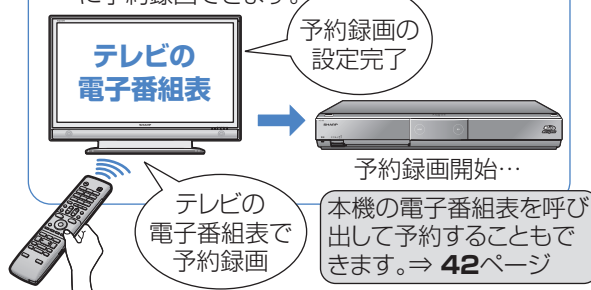 に予約録画できます。
予約録画の
設定完了
テレビの
電子番組表
SHARP
SHARP
予約録画開始…
テレビの
電子番組表で
予約録画
本機の電子番組表を呼び
出して予約することもで
きます。⇒ 42ページ